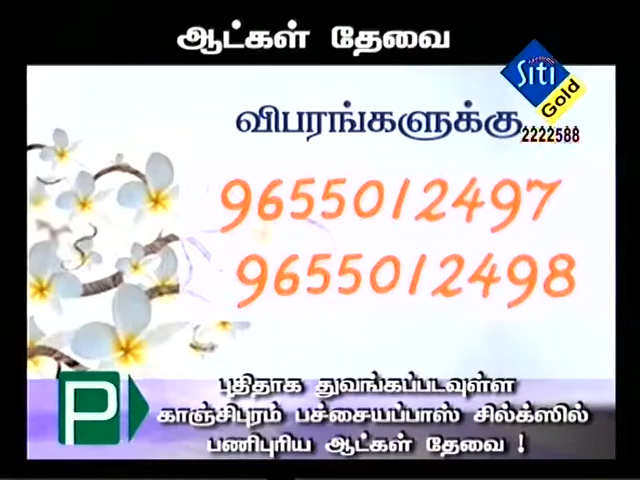 ஆட்கள் தேவை
Siti
Gold
விபரங்களுக்கு....
2222588
9655012497
9655012498
P
புதிதாக துவங்கப்படவுள்ள
காஞ்சிபுரம் பச்சையப்பாஸ் சில்க்ஸில்
பணிபுரிய ஆட்கள் தேவை !